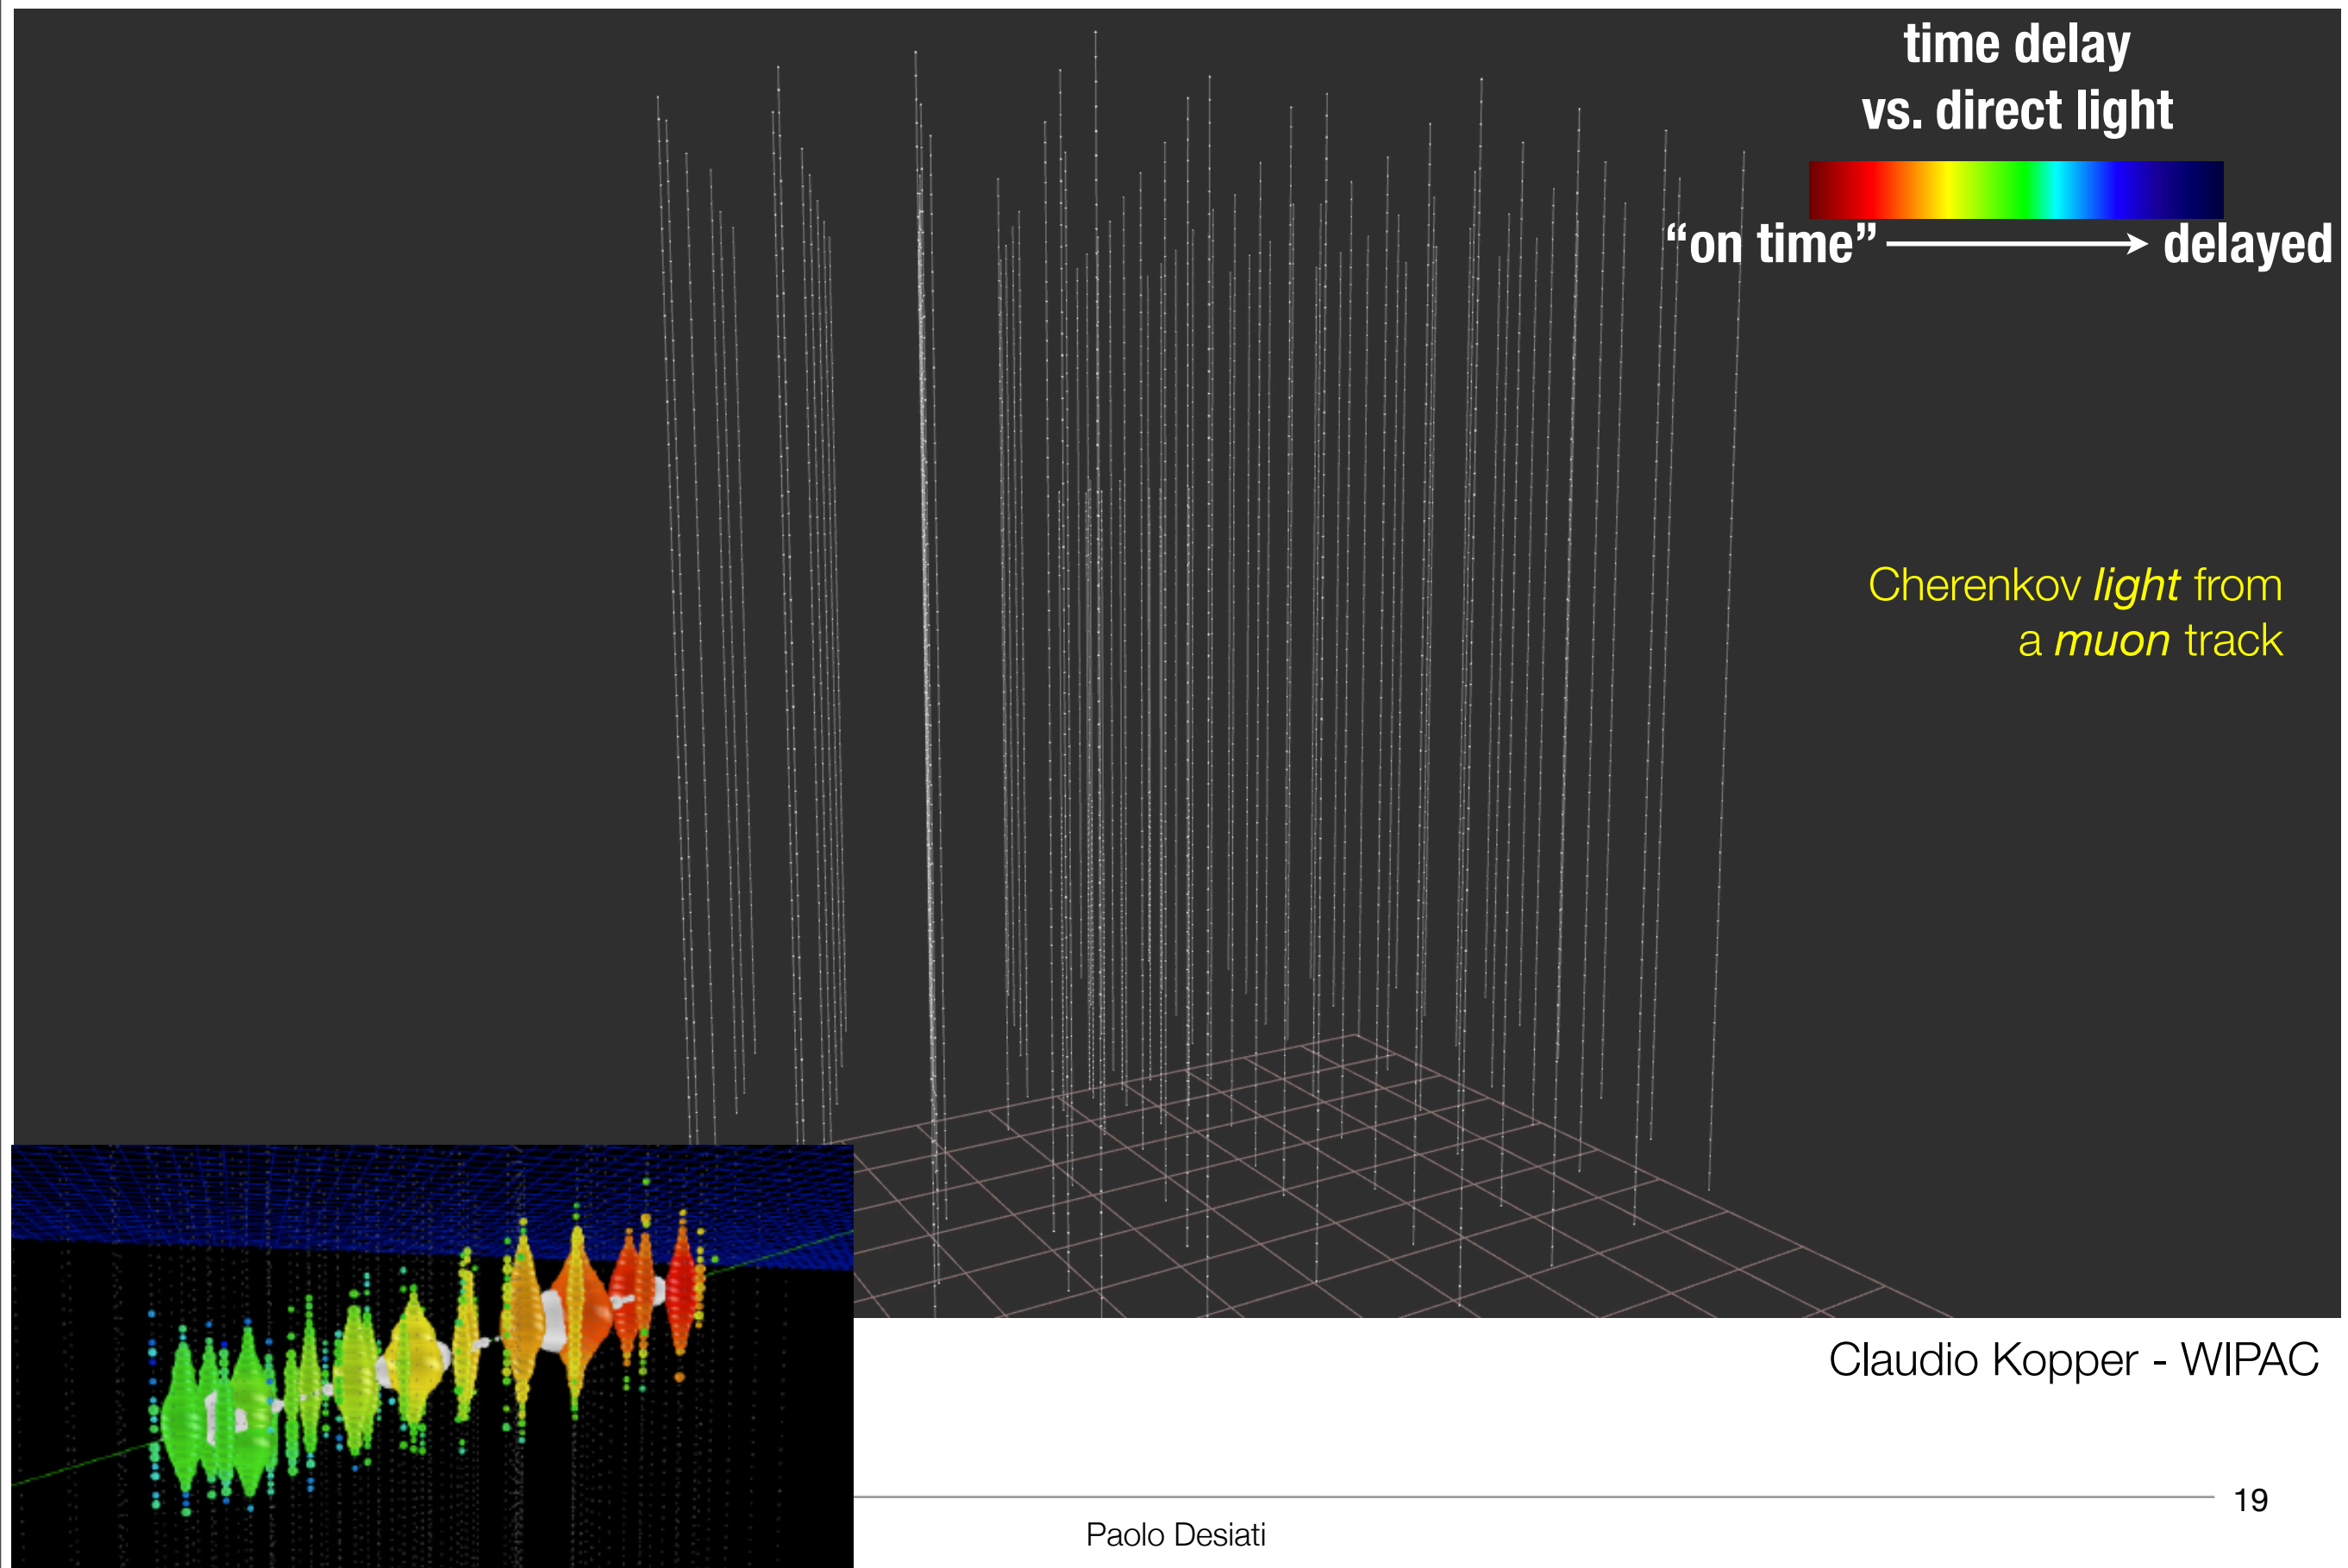 time delay
vs. direct light
“on time” delayed
Cherenkov light from
a muon track
Claudio Kopper - WIPAC
19
Paolo Desiati